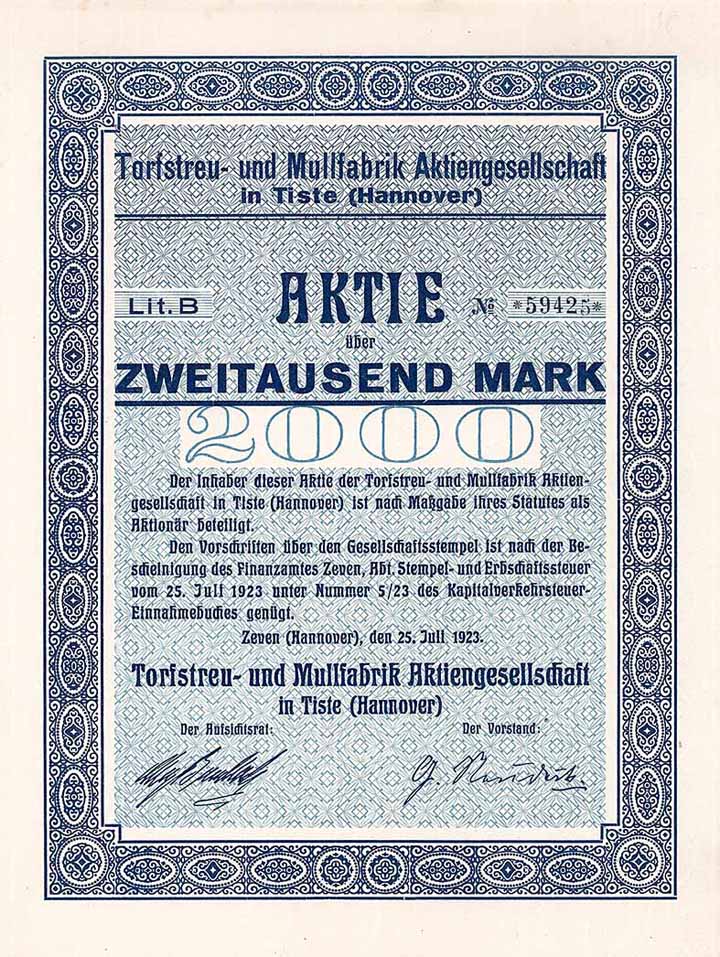 Torfstreu- und Mullfabrik Aktiengesellschaft
in Tiste (Hannover)
Lit. B
AKTIE
№ *59425*
über
ZWEITAUSEND MARK
2000
Der Inhaber dieser Aktie der Torfstreu- und Mullfabrik Aktien-
gesellschaft in Tiste (Hannover) ist nach Maßgabe ihres Statutes als
Aktionär beteiligt.
Den Vorschriften über den Gesellschaftsstempel ist nach der Be-
scheinigung des Finanzamtes Zeven, Abt. Stempel- und Erbschaftssteuer
vom 25. Juli 1923 unter Nummer 5/23 des Kapitalverkehrsteuer-
Einnahmebuches genügt.
Zeven (Hannover), den 25. Juli 1923.
Torfstreu- und Mullfabrik Aktiengesellschaft
in Tiste (Hannover)
Der Aufsichtsrat:
Der Vorstand: